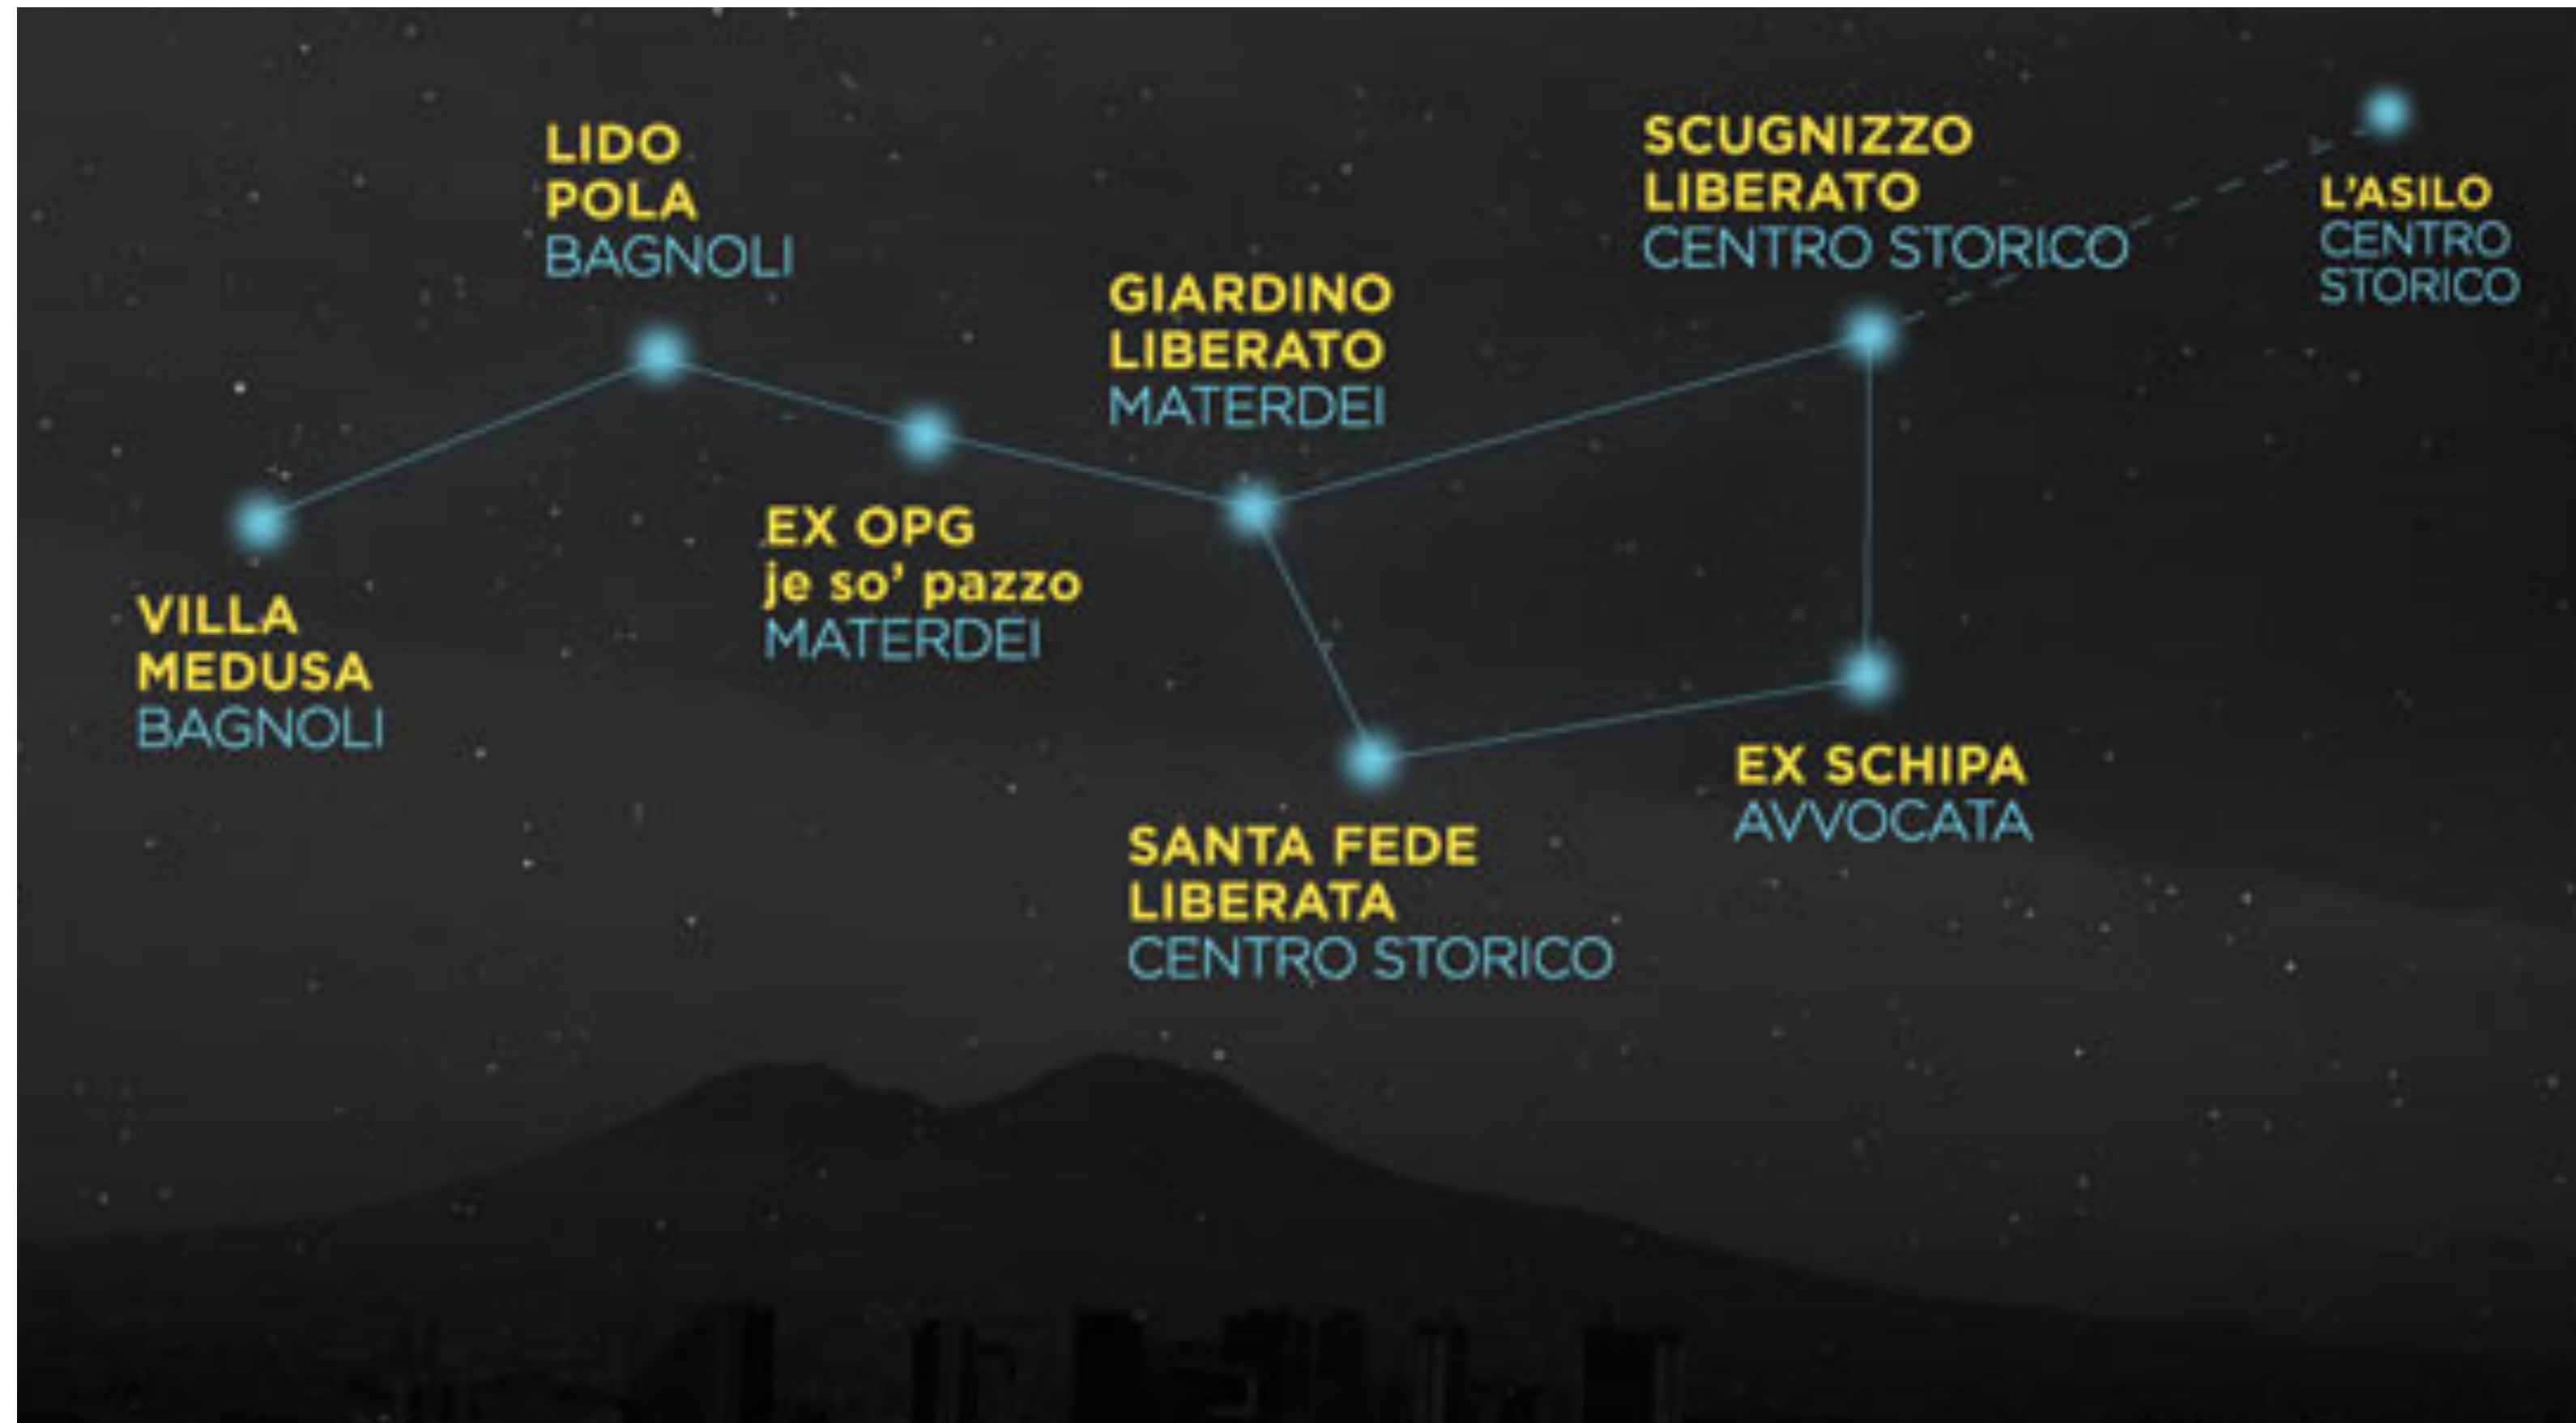 LIDO
POLA
BAGNOLI
SCUGNIZZO
LIBERATO
CENTRO STORICO
L'ASILO
CENTRO
STORICO
GIARDINO
LIBERATO
MATERDEI
EX OPG
je so' pazzo
MATERDEI
VILLA
MEDUSA
BAGNOLI
EX SCHIPA
AVVOCATA
SANTA FEDE
LIBERATA
CENTRO STORICO